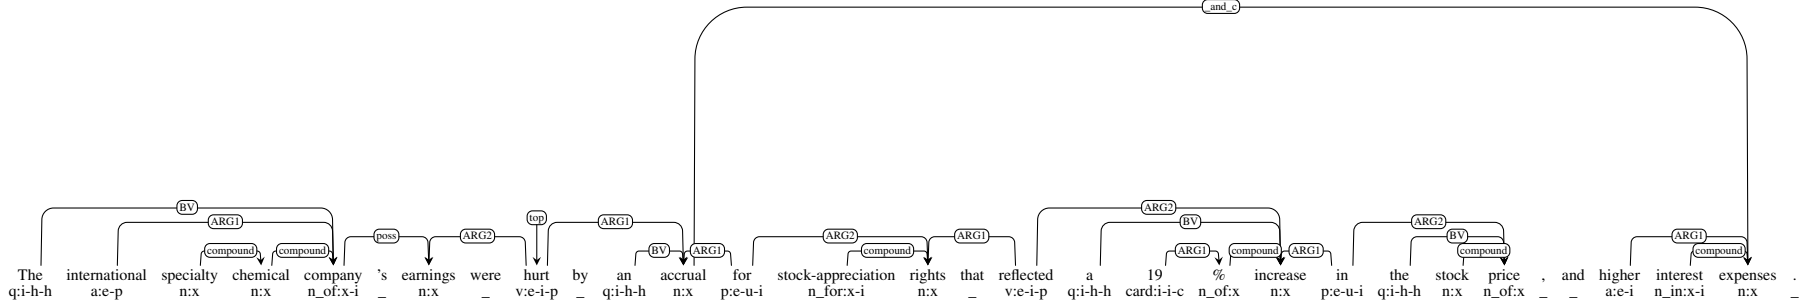 _and_c
BV ARG2
ARG1 top ARG1 BV ARG2
poss ARG2 ARG2 ARG1 BV ARG1
compound compound BV ARG1 compound ARG1 compound ARG1 compound compound
The international specialty chemical company 's earnings were hurt by an accrual for stock-appreciation rights that reflected a 19 % increase in the stock price , and higher interest expenses .
q:i-h-h a:e-p n:x n:x n_of:x-i _ n:x _ v:e-i-p _ q:i-h-h n:x p:e-u-i n_for:x-i n:x _ v:e-i-p q:i-h-h card:i-i-c n_of:x n:x p:e-u-i q:i-h-h n:x n_of:x _ _ a:e-i n_in:x-i n:x _